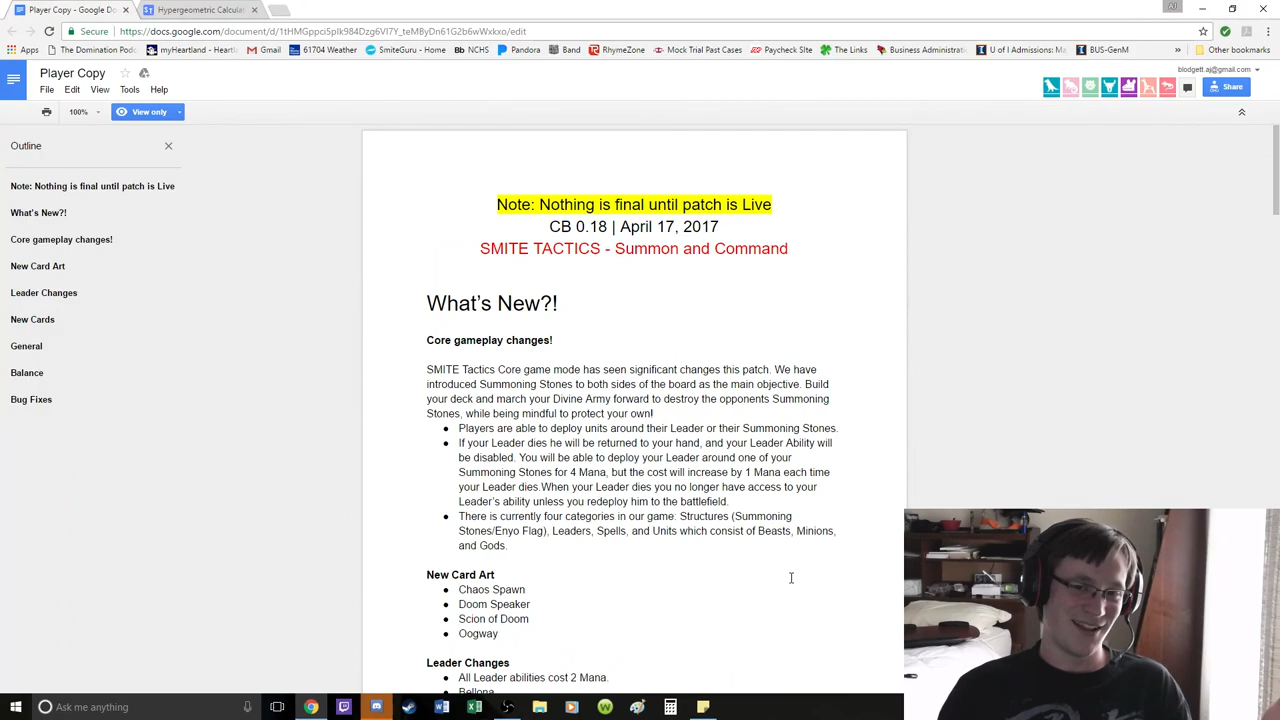 Player Copy - Google Do
Hypergeometric Calculat
AJ
Secure
https://docs.google.com/document/d/
/edit
Apps
The Domination Podc
myHeartland - Heartl
Gmail
61704 Weather
SmiteGuru - Home
Bb NCHS
Pandora
Band
RhymeZone
Mock Trial Past Cases
Paycheck Site
The Links
Business Administrati
U of I Admissions: Mat
BUS-GenM
»
Other bookmarks
Player Copy
blodgett.aj@gmail.com
File Edit View Tools Help
Share
100%
View only
Outline
Note: Nothing is final until patch is Live
What's New?!
Core gameplay changes!
New Card Art
Leader Changes
New Cards
General
Balance
Bug Fixes
Note: Nothing is final until patch is Live
CB 0.18 | April 17, 2017
SMITE TACTICS - Summon and Command
What's New?!
Core gameplay changes!
SMITE Tactics Core game mode has seen significant changes this patch. We have
introduced Summoning Stones to both sides of the board as the main objective. Build
your deck and march your Divine Army forward to destroy the opponents Summoning
Stones, while being mindful to protect your own!
● Players are able to deploy units around their Leader or their Summoning Stones.
● If your Leader dies he will be returned to your hand, and your Leader Ability will
be disabled. You will be able to deploy your Leader around one of your
Summoning Stones for 4 Mana, but the cost will increase by 1 Mana each time
your Leader dies.When your Leader dies you no longer have access to your
Leader's ability unless you redeploy him to the battlefield.
● There is currently four categories in our game: Structures (Summoning
Stones/Enyo Flag), Leaders, Spells, and Units which consist of Beasts, Minions,
and Gods.
New Card Art
● Chaos Spawn
● Doom Speaker
● Scion of Doom
● Oogway
Leader Changes
● All Leader abilities cost 2 Mana.
● Bellona
Ask me anything